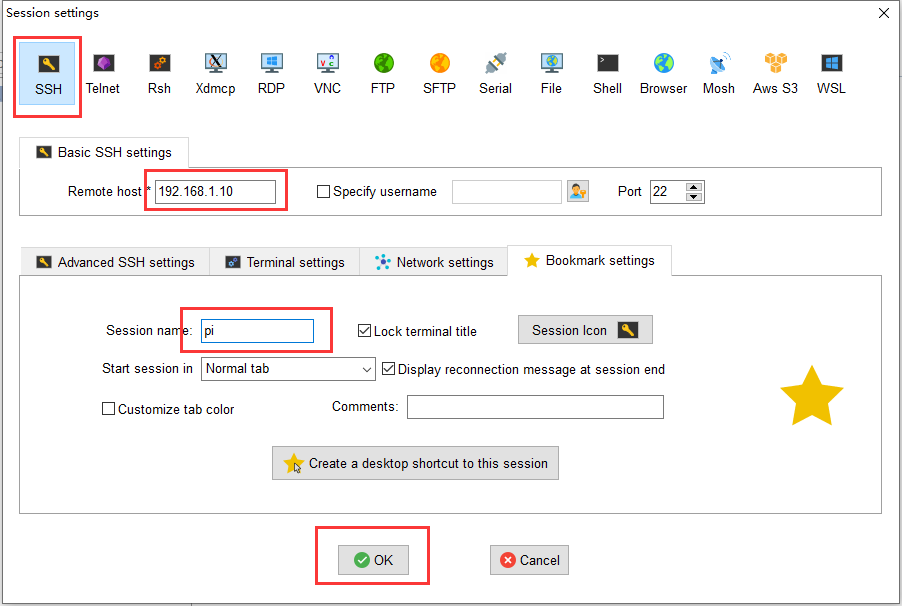 Session settings
SSH Telnet Rsh Xdmcp RDP VNC FTP SFTP Serial File Shell Browser Mosh Aws S3 WSL
Basic SSH settings
Remote host * 192.168.1.10 Specify username Port 22
Advanced SSH settings Terminal settings Network settings Bookmark settings
Session name: pi Lock terminal title Session Icon
Start session in Normal tab Display reconnection message at session end
Customize tab color Comments:
Create a desktop shortcut to this session
OK Cancel